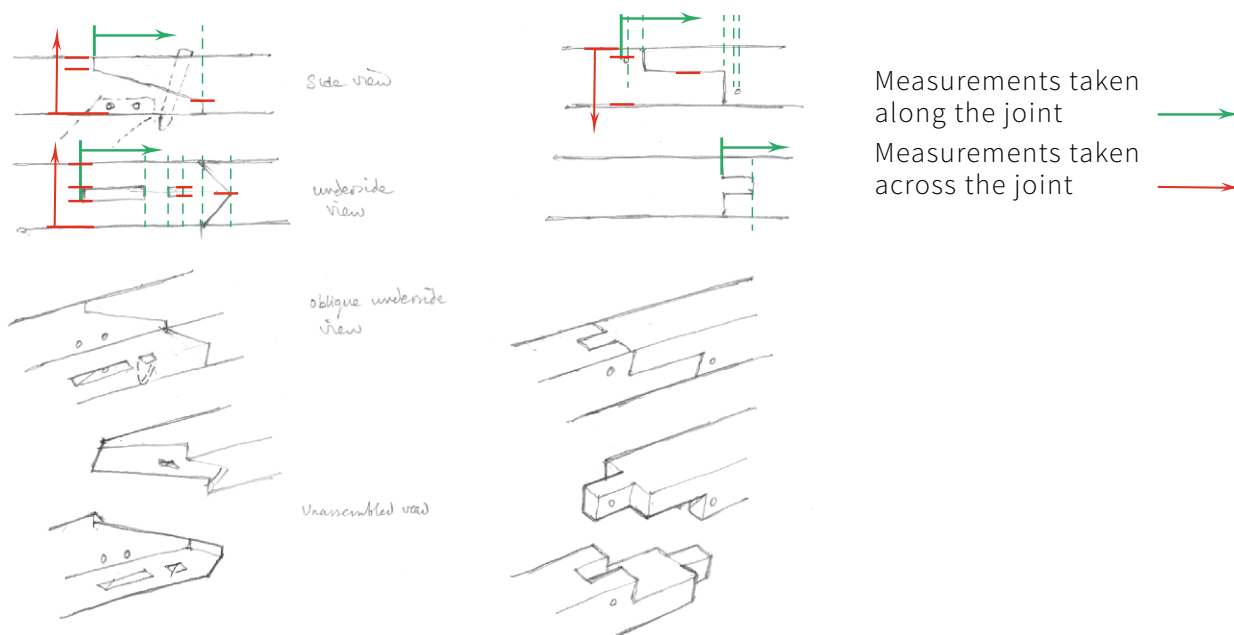 Side view
underside
view
oblique underside
view
Unassembled view
Measurements taken
along the joint
Measurements taken
across the joint